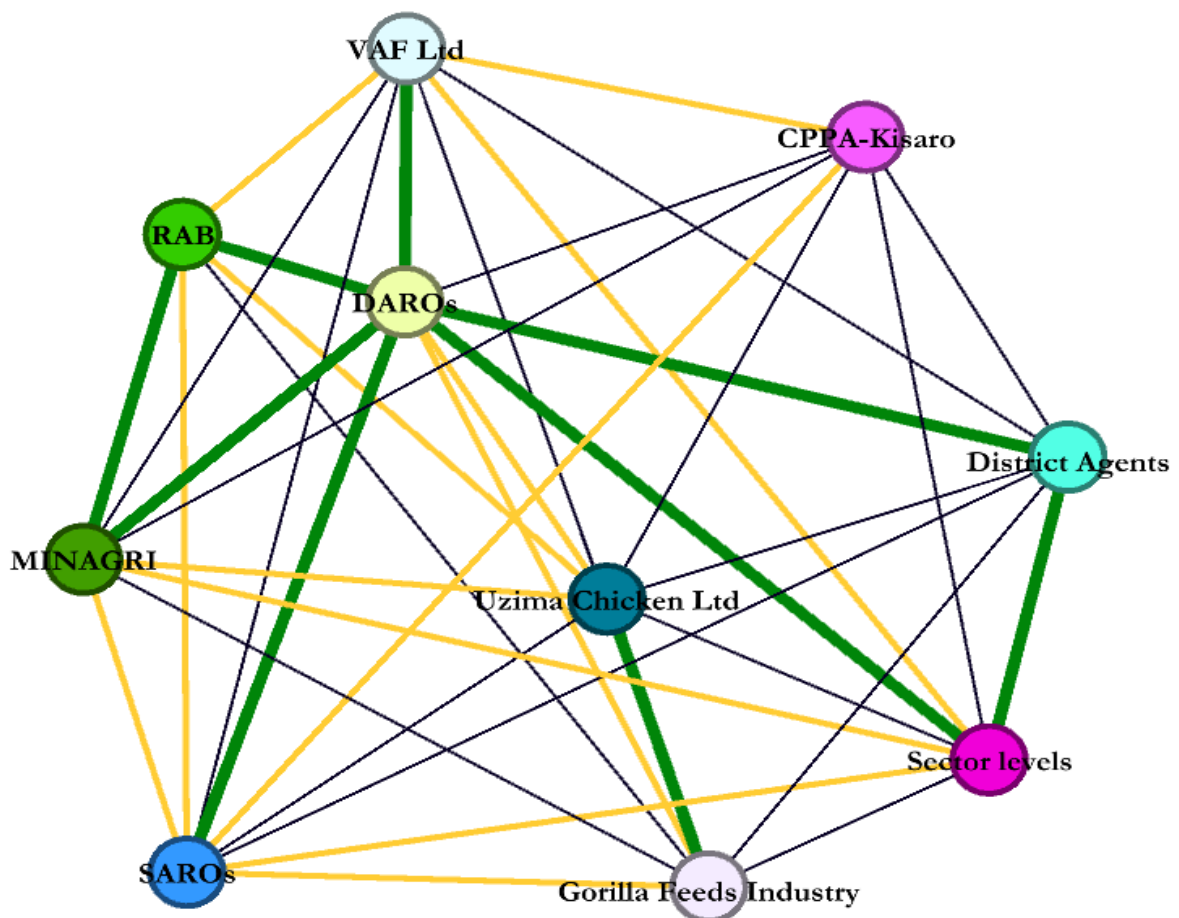 VAF Ltd
CPPA-Kisaro
RAB
DAROs
District Agents
MINAGRI
Uzima Chicken Ltd
Sector levels
SAROs
Gorilla Feeds Industry